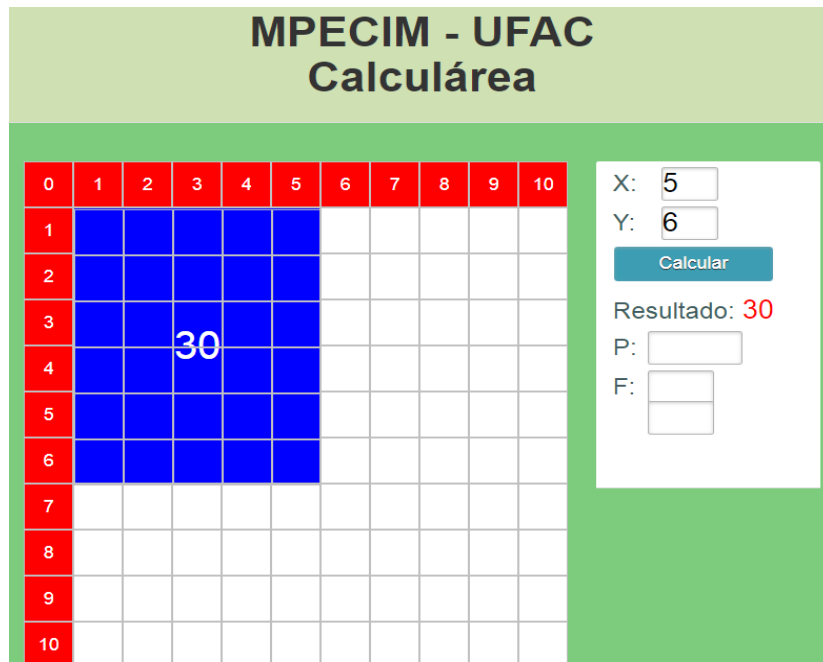 MPECIM - UFAC
Calculárea
0 1 2 3 4 5 6 7 8 9 10
1
2
3
4
5
6
7
8
9
10
30
X: 5
Y: 6
Calcular
Resultado: 30
P:
F: